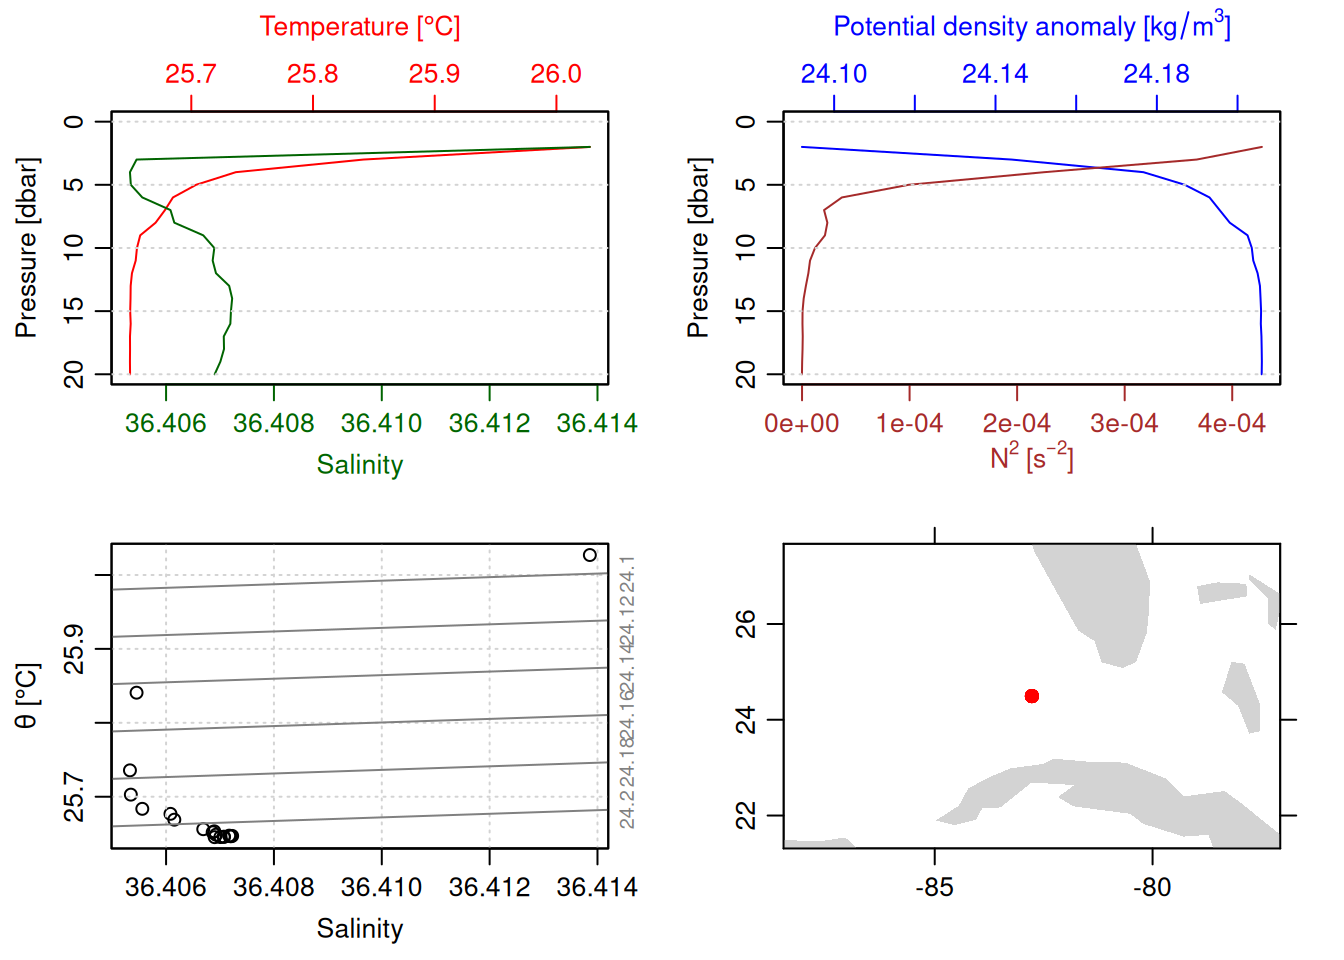 Temperature [°C]
25.7 25.8 25.9 26.0
Pressure [dbar]
0
5
10
15
20
36.406 36.408 36.410 36.412 36.414
Salinity
Potential density anomaly [kg/m³]
24.10 24.14 24.18
Pressure [dbar]
0
5
10
15
20
0e+00 1e-04 2e-04 3e-04 4e-04
N² [s⁻²]
θ [°C]
25.9
25.7
24.1
24.12
24.14
24.16
24.18
24.2
36.406 36.408 36.410 36.412 36.414
Salinity
26
24
22
-85 -80